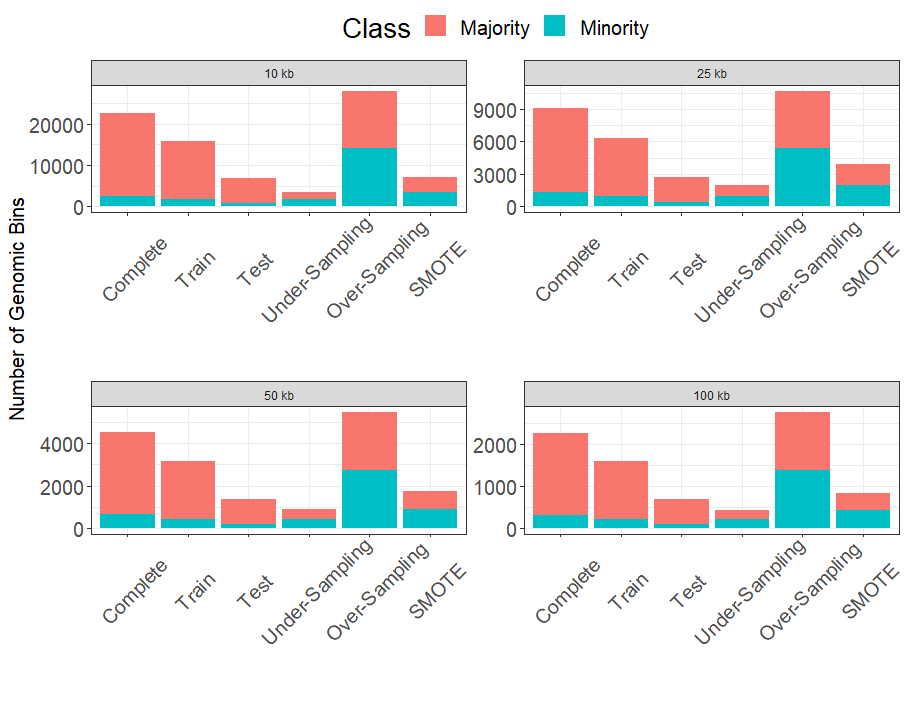 Class Majority Minority
10 kb
25 kb
Number of Genomic Bins
20000
10000
0
9000
6000
3000
0
Complete Train Test Under-Sampling Over-Sampling SMOTE
Complete Train Test Under-Sampling Over-Sampling SMOTE
50 kb
100 kb
4000
2000
0
2000
1000
0
Complete Train Test Under-Sampling Over-Sampling SMOTE
Complete Train Test Under-Sampling Over-Sampling SMOTE